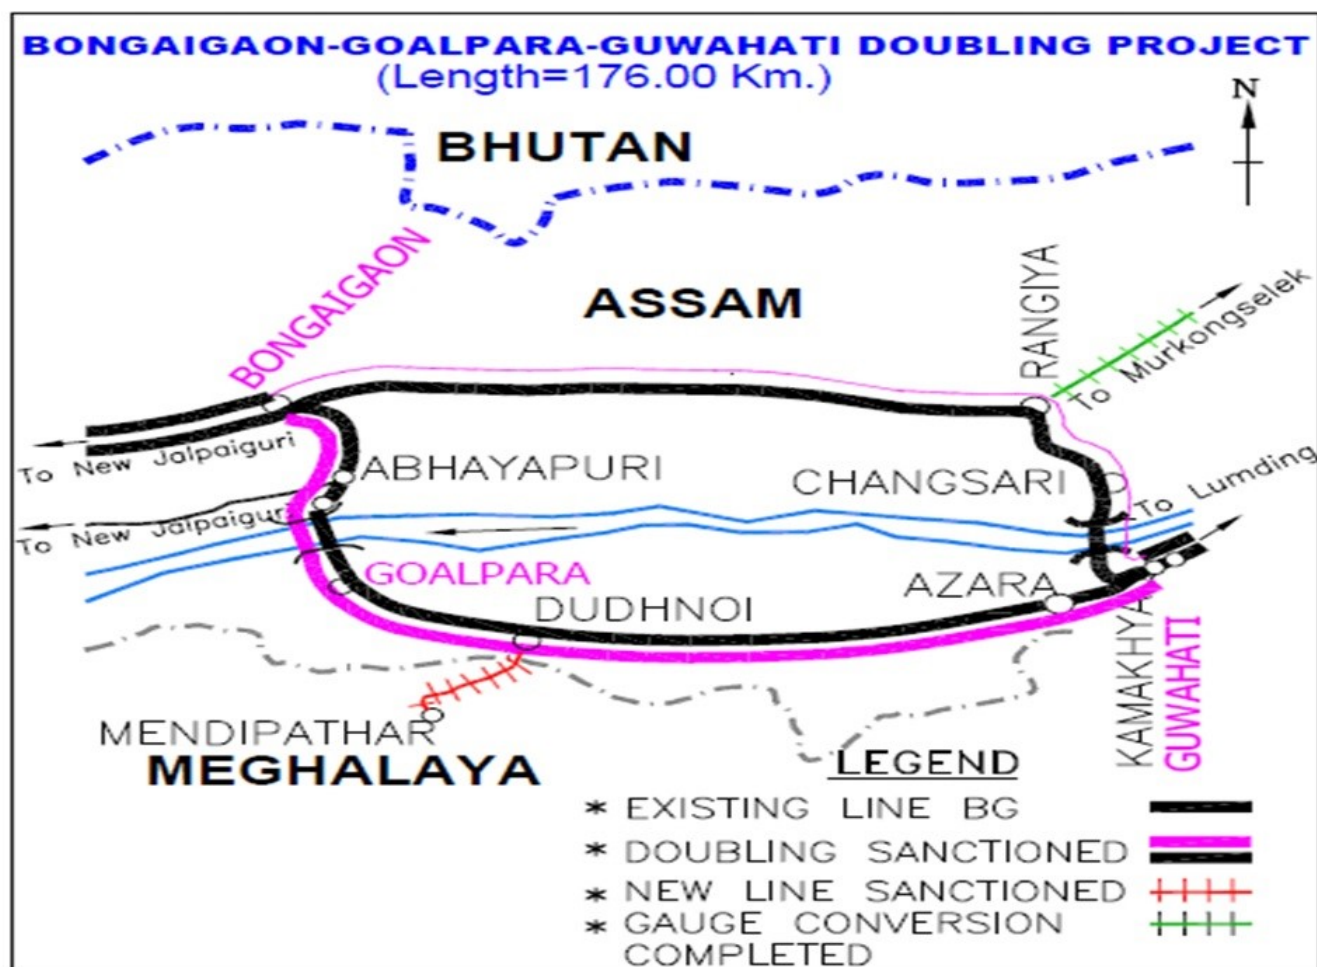 BONGAIGAON-GOALPARA-GUWAHATI DOUBLING PROJECT
(Length=176.00 Km.)
N
BHUTAN
BONGAIGAON
ASSAM
RANGIYA
To Murkongselek
To New Jalpaiguri
ABHAYAPURI
CHANGSARI
To Lumding
To New Jalpaigur
GOALPARA
AZARA
DUDHNOI
KAMAKHYA
GUWAHATI
MENDIPATHAR
MEGHALAYA
LEGEND
* EXISTING LINE BG
* DOUBLING SANCTIONED
* NEW LINE SANCTIONED
* GAUGE CONVERSION
COMPLETED